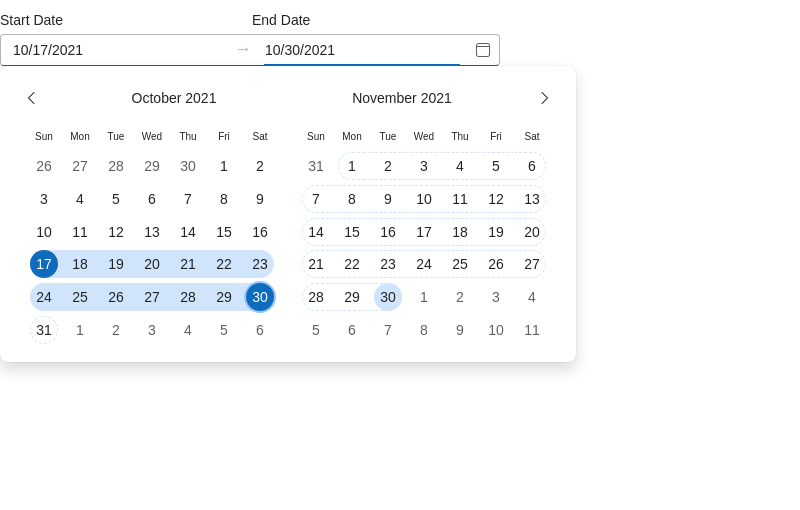 Start Date End Date
10/17/2021 → 10/30/2021
October 2021 November 2021
Sun Mon Tue Wed Thu Fri Sat Sun Mon Tue Wed Thu Fri Sat
26 27 28 29 30 1 2 31 1 2 3 4 5 6
3 4 5 6 7 8 9 7 8 9 10 11 12 13
10 11 12 13 14 15 16 14 15 16 17 18 19 20
17 18 19 20 21 22 23 21 22 23 24 25 26 27
24 25 26 27 28 29 30 28 29 30 1 2 3 4
31 1 2 3 4 5 6 5 6 7 8 9 10 11